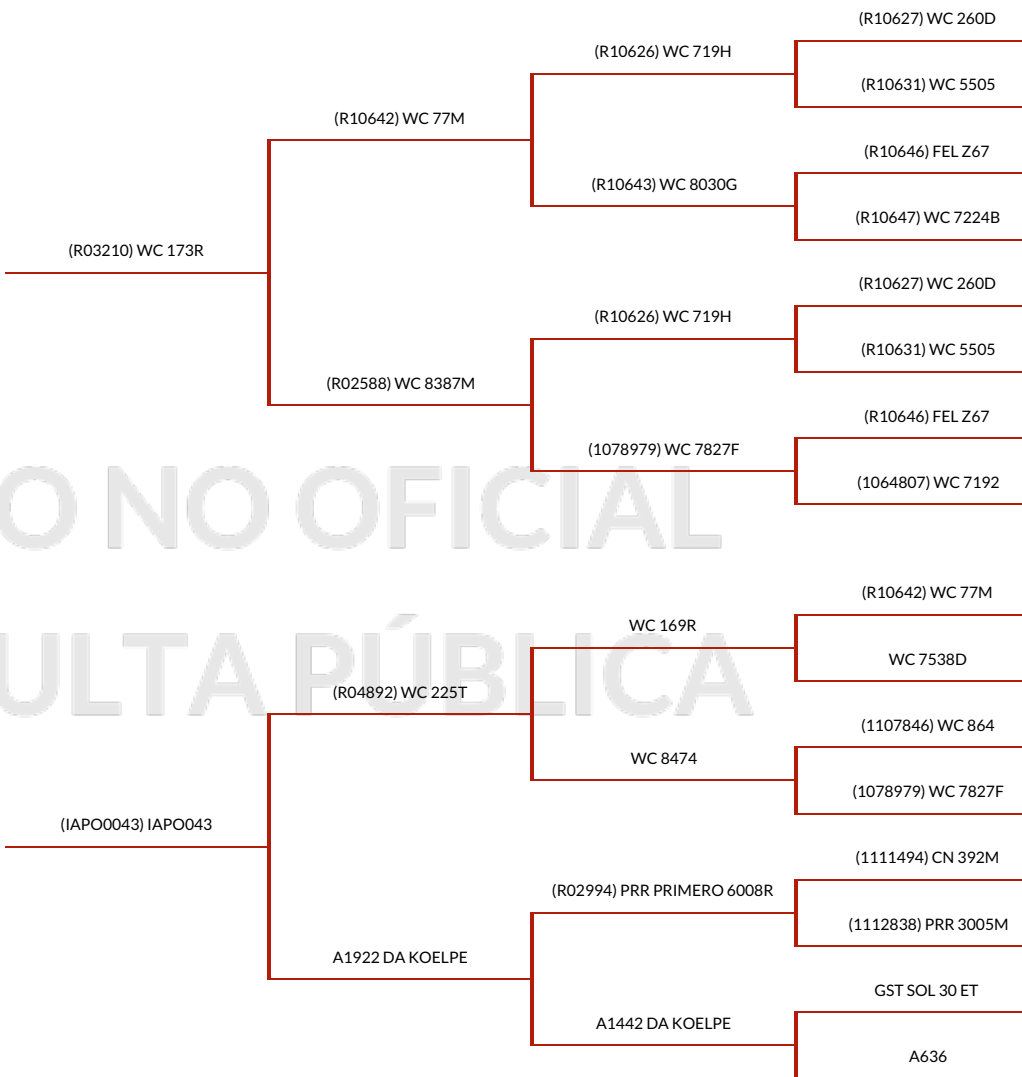 (R10627) WC 260D
(R10626) WC 719H
(R10631) WC 5505
(R10642) WC 77M
(R10646) FEL Z67
(R10643) WC 8030G
(R10647) WC 7224B
(R03210) WC 173R
(R10627) WC 260D
(R10626) WC 719H
(R10631) WC 5505
(R02588) WC 8387M
(R10646) FEL Z67
(1078979) WC 7827F
(1064807) WC 7192
O NO OFICIAL
(R10642) WC 77M
WC 169R
WC 7538D
ULTA PÚBLICA
(R04892) WC 225T
(1107846) WC 864
WC 8474
(1078979) WC 7827F
(IAPO0043) IAPO043
(1111494) CN 392M
(R02994) PRR PRIMERO 6008R
(1112838) PRR 3005M
A1922 DA KOELPE
GST SOL 30 ET
A1442 DA KOELPE
A636